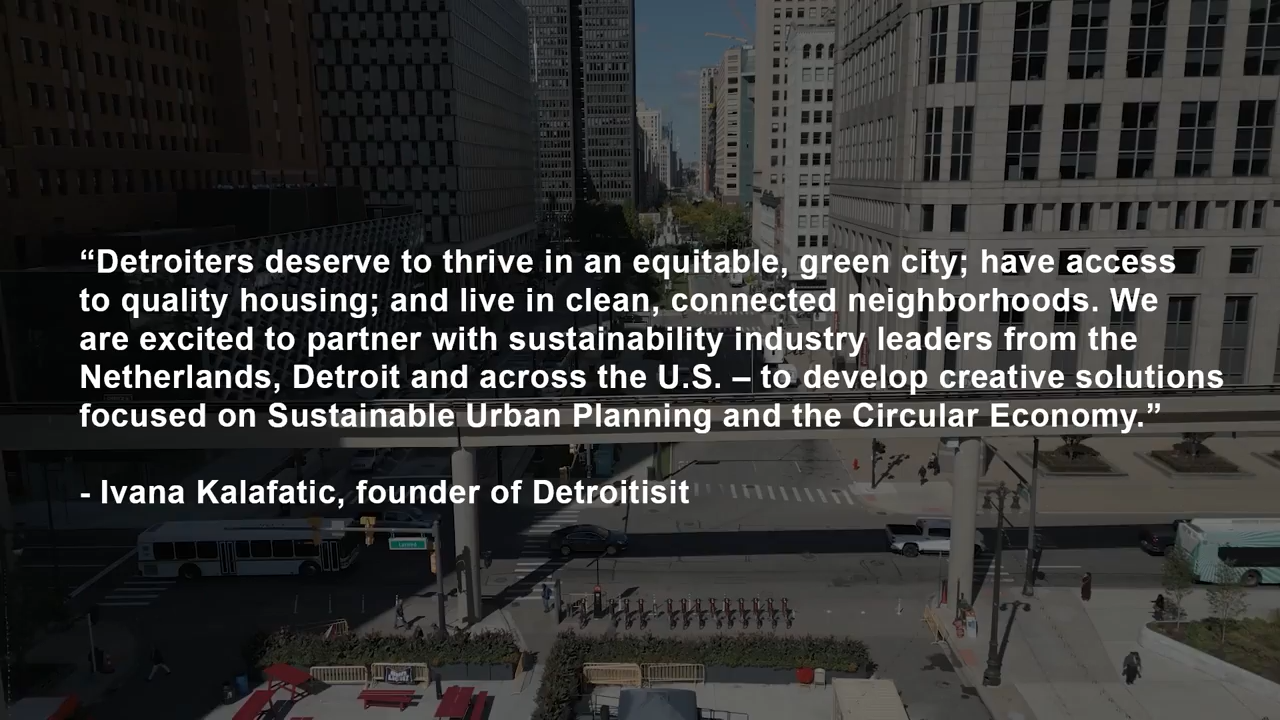 “Detroiters deserve to thrive in an equitable, green city; have access
to quality housing; and live in clean, connected neighborhoods. We
are excited to partner with sustainability industry leaders from the
Netherlands, Detroit and across the U.S. – to develop creative solutions
focused on Sustainable Urban Planning and the Circular Economy.”
- Ivana Kalafatic, founder of Detroitisit